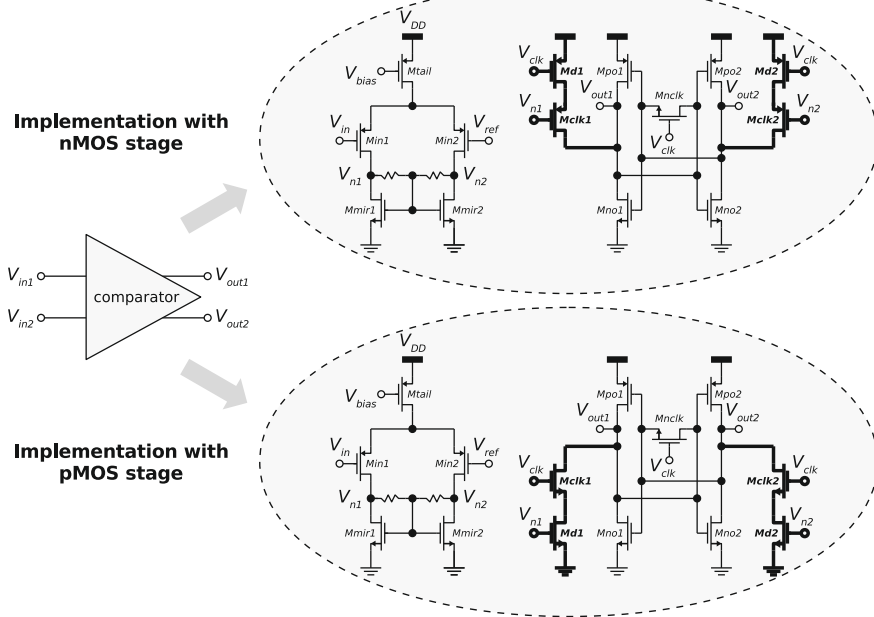 Implementation with
nMOS stage
V_DD
V_bias
Mtail
V_in
Min1
Min2
V_ref
V_n1
V_n2
Mmir1
Mmir2
V_clk
Md1
Mpo1
Mpo2
Md2
V_clk
V_out1
Mnclk
V_out2
V_n1
Mclk1
V_clk
Mclk2
V_n2
Mno1
Mno2
V_in1
V_in2
comparator
V_out1
V_out2
Implementation with
pMOS stage
V_DD
V_bias
Mtail
V_in
Min1
Min2
V_ref
V_n1
V_n2
Mmir1
Mmir2
Mpo1
Mpo2
V_out1
Mnclk
V_out2
V_clk
Mclk1
V_clk
Mclk2
V_clk
V_n1
Md1
Mno1
Mno2
Md2
V_n2